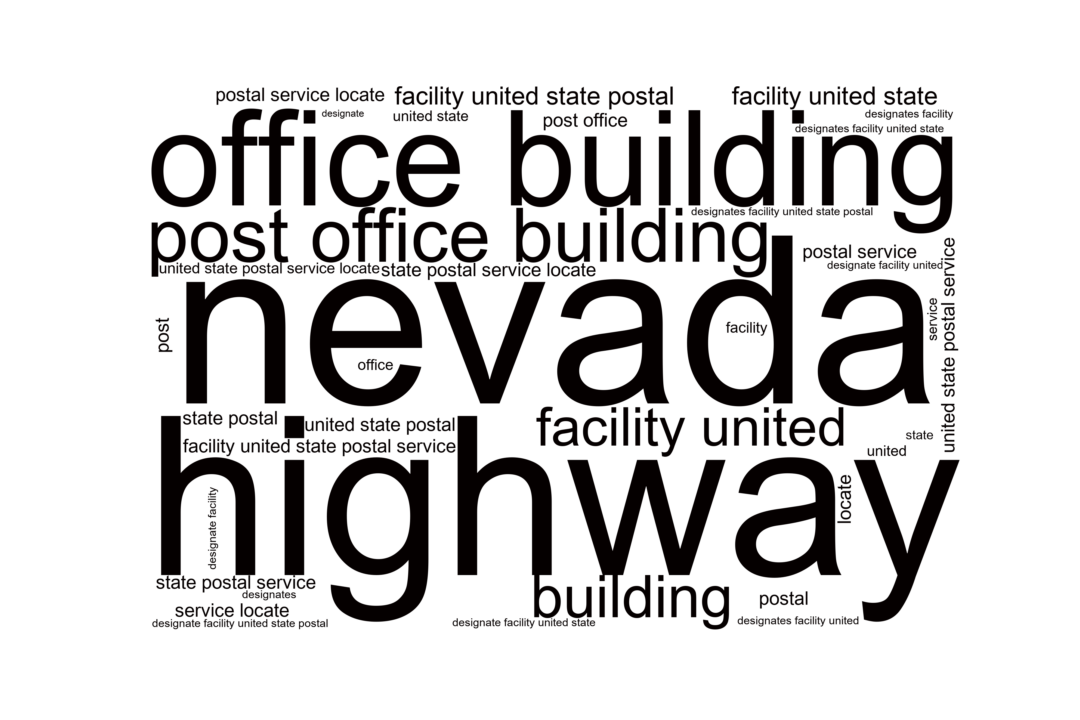 postal service locate
facility united state postal
facility united state
designate
united state
post office
designates facility
designates facility united state
office building
designates facility united state postal
post office building
postal service
designate facility united
united state postal service locate
state postal service locate
united state postal service
service
nevada
post
facility
office
state postal
united state postal
facility united
state
united
facility united state postal service
highway
locate
designate facility
state postal service
designates
building
postal
service locate
designate facility united state postal
designate facility united state
designates facility united